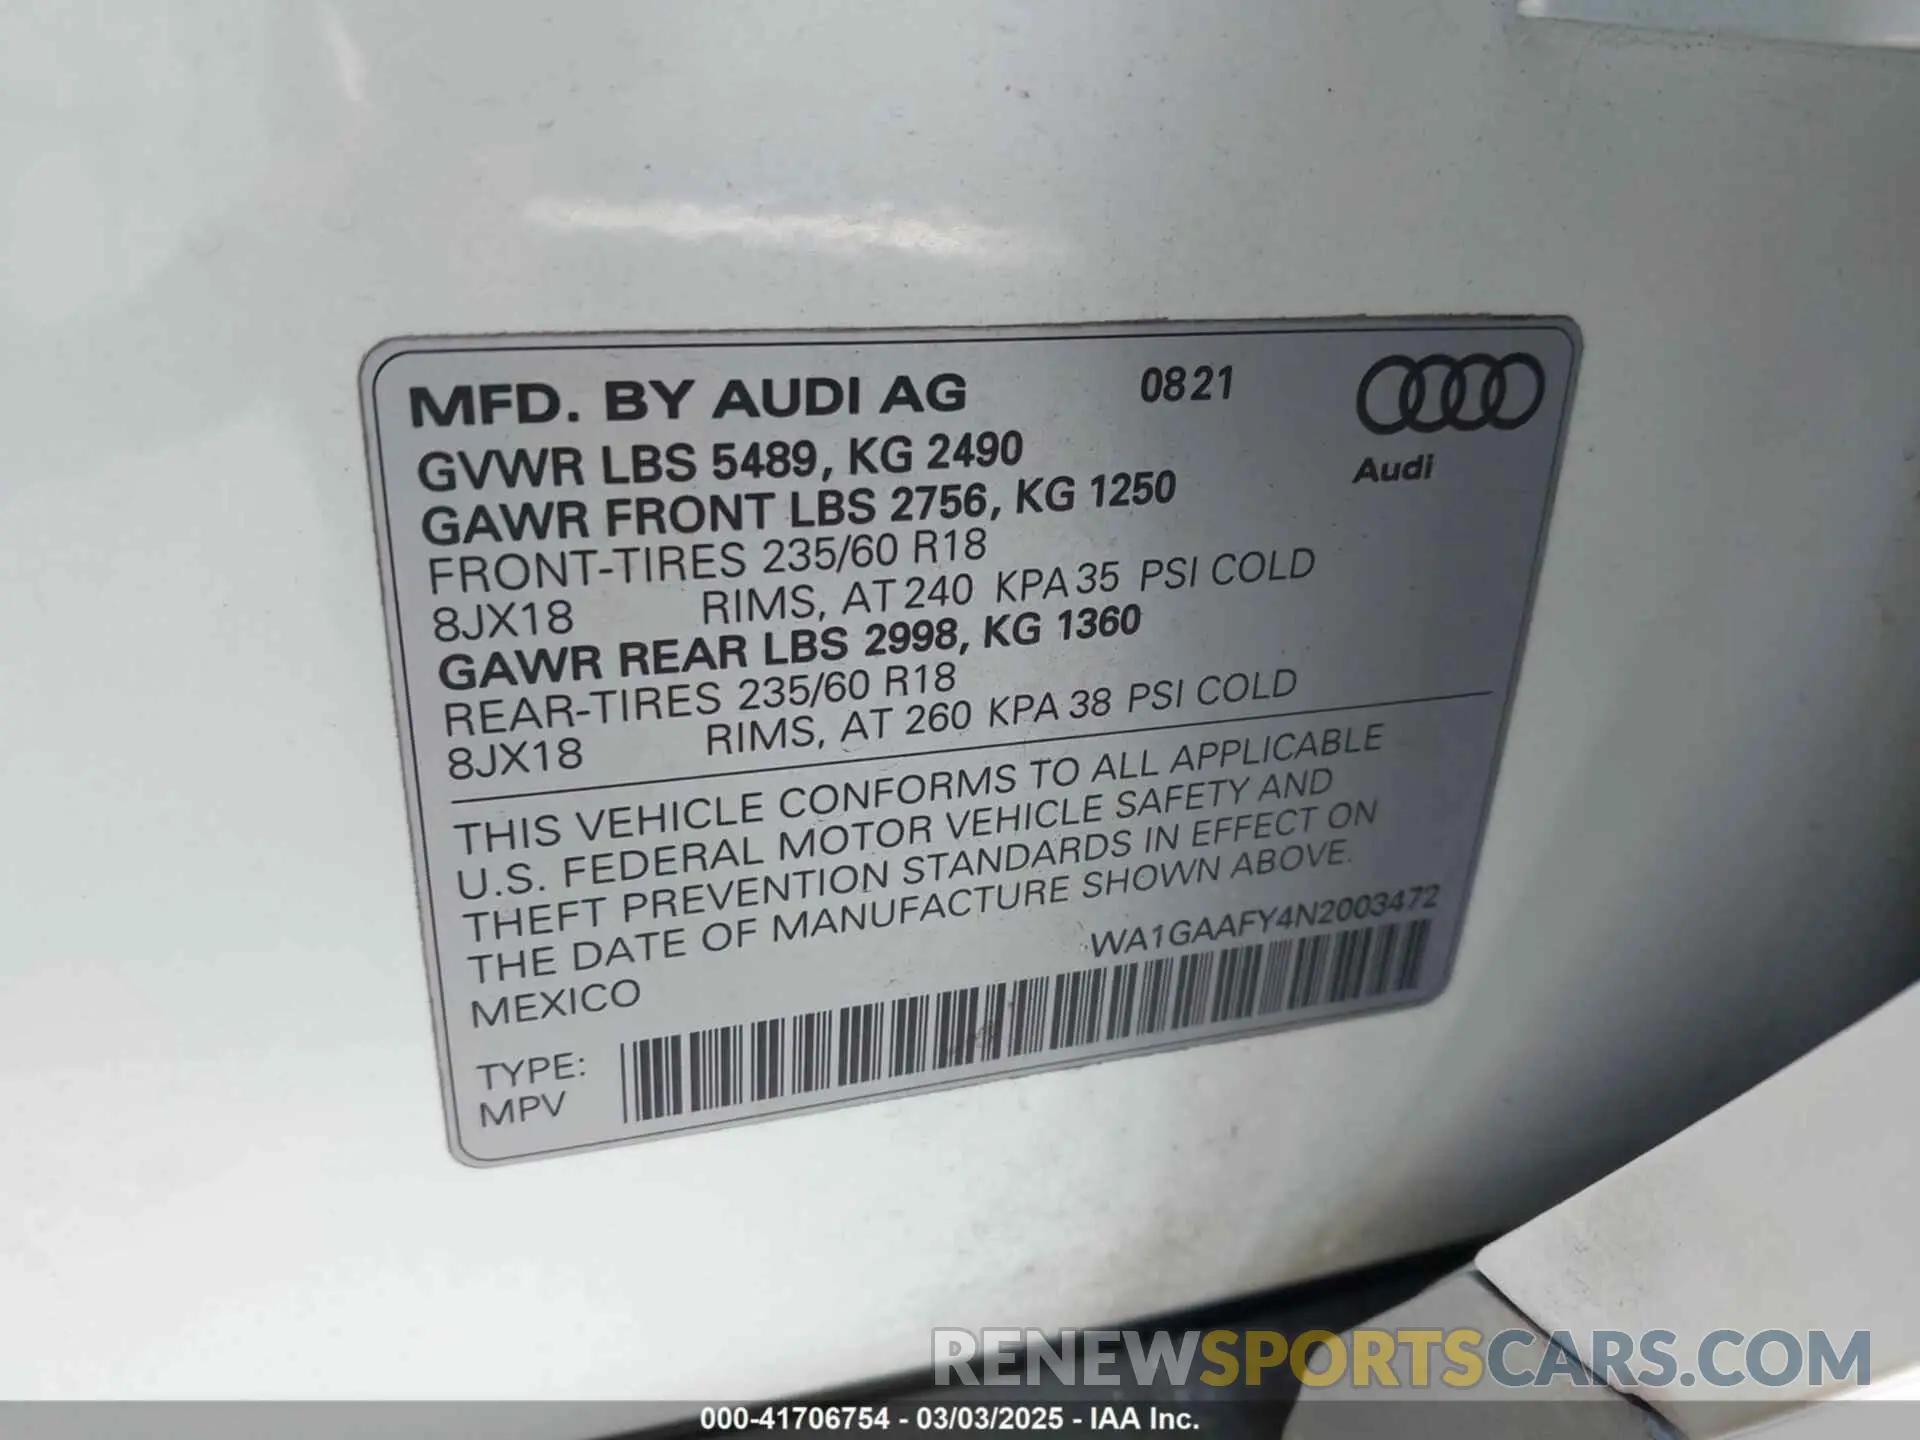 MFD. BY AUDI AG 0821
Audi
GVWR LBS 5489, KG 2490
GAWR FRONT LBS 2756, KG 1250
FRONT-TIRES 235/60 R18
8JX18 RIMS, AT 240 KPA 35 PSI COLD
GAWR REAR LBS 2998, KG 1360
REAR-TIRES 235/60 R18
8JX18 RIMS, AT 260 KPA 38 PSI COLD
THIS VEHICLE CONFORMS TO ALL APPLICABLE
U.S. FEDERAL MOTOR VEHICLE SAFETY AND
THEFT PREVENTION STANDARDS IN EFFECT ON
THE DATE OF MANUFACTURE SHOWN ABOVE.
WA1GAAFY4N2003472
MEXICO
TYPE:
MPV
RENEWSPORTSCARS.COM
000-41706754 - 03/03/2025 - IAA Inc.